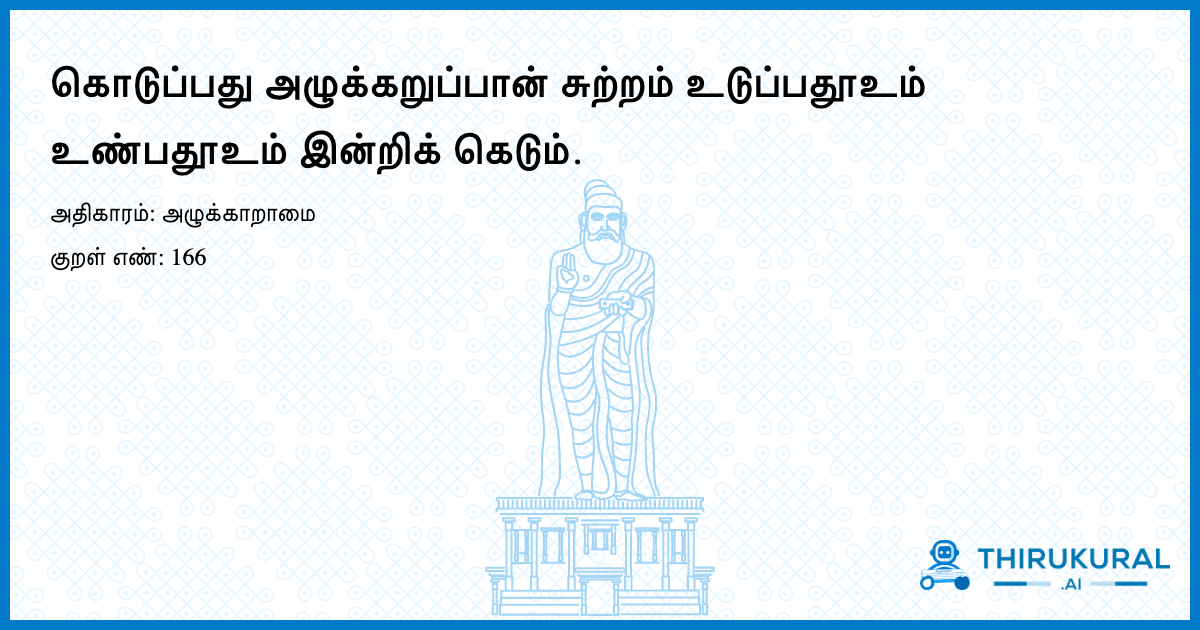 கொடுப்பது அழுக்கறுப்பான் சுற்றம் உடுப்பதூஉம்
உண்பதூஉம் இன்றிக் கெடும்.
அதிகாரம்: அழுக்காறாமை
குறள் எண்: 166
THIRUKURAL
.AI